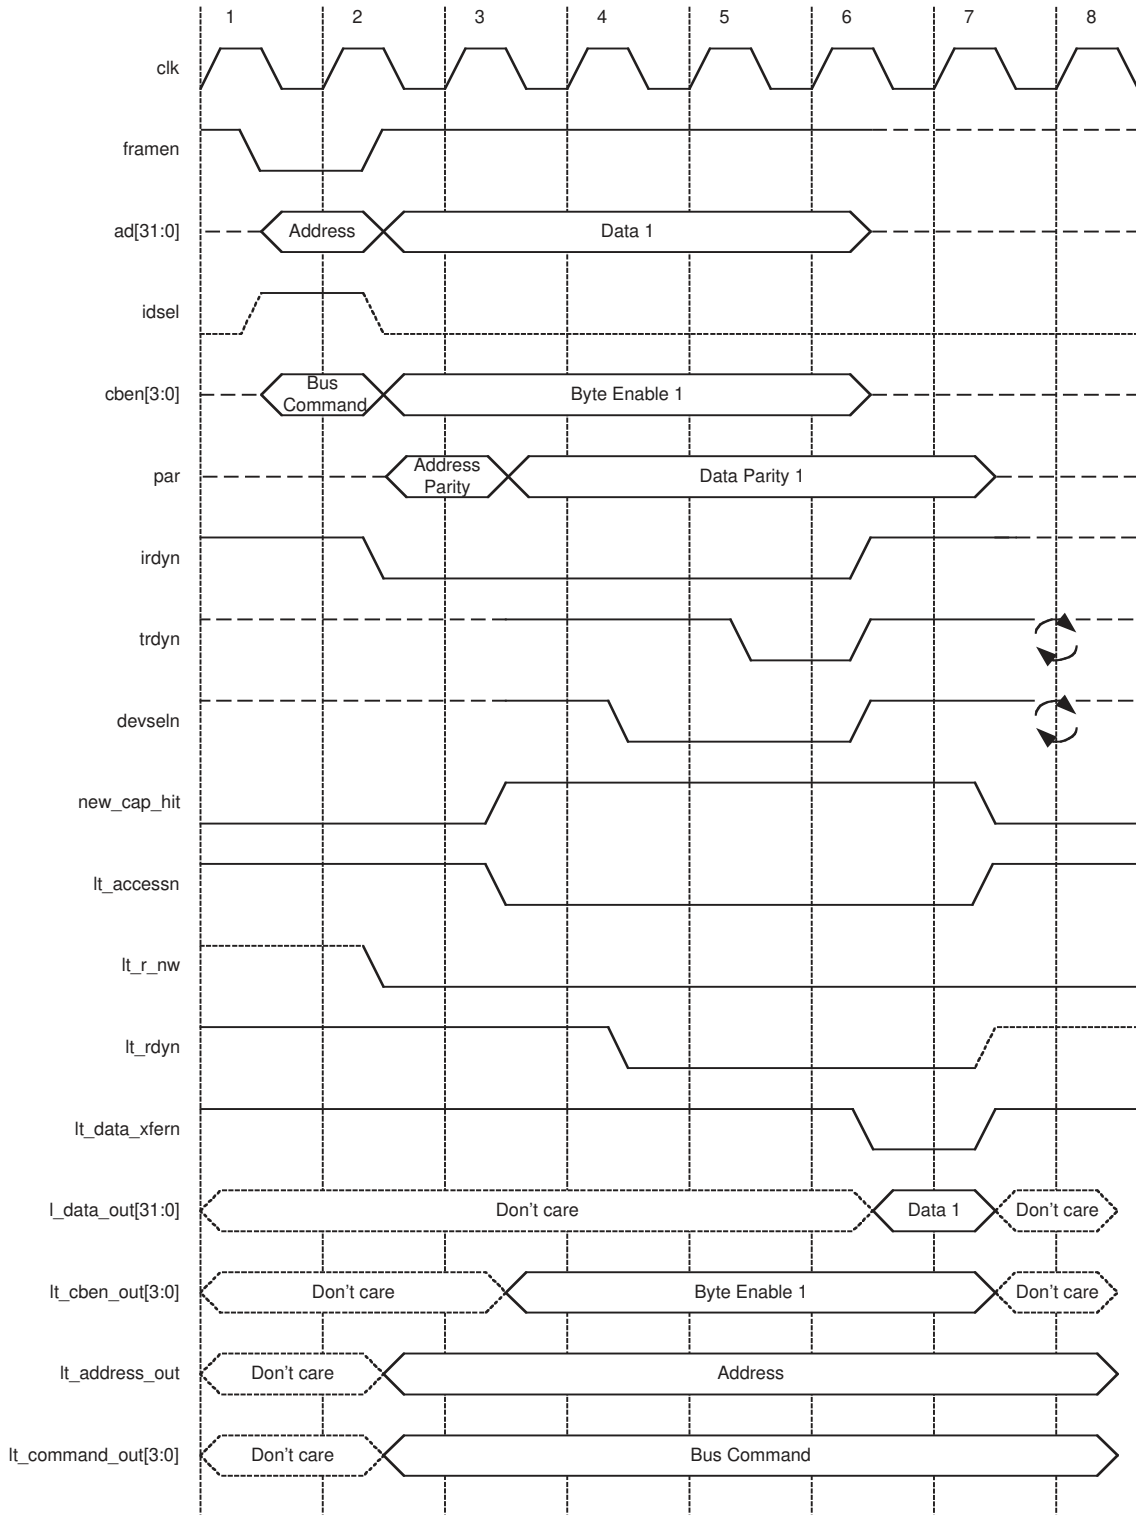 1 2 3 4 5 6 7 8
clk
framen
ad[31:0] Address Data 1
idsel
cben[3:0] Bus Command Byte Enable 1
par Address Parity Data Parity 1
irdyn
trdyn
devseln
new_cap_hit
lt_accessn
lt_r_nw
lt_rdyn
lt_data_xfern
l_data_out[31:0] Don't care Data 1 Don't care
lt_cben_out[3:0] Don't care Byte Enable 1 Don't care
lt_address_out Don't care Address
lt_command_out[3:0] Don't care Bus Command